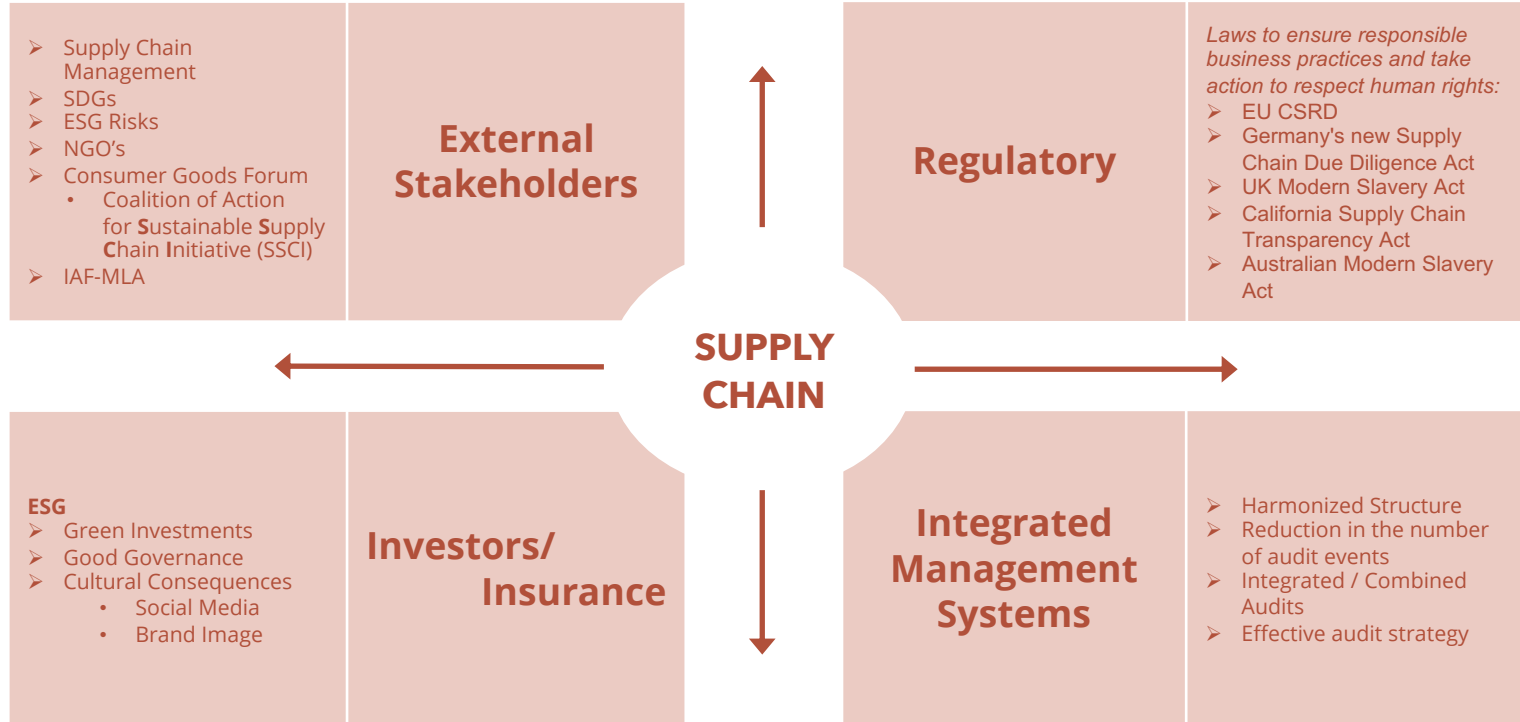 ➢ Supply Chain
Management
➢ SDGs
➢ ESG Risks
➢ NGO's
➢ Consumer Goods Forum
• Coalition of Action
for Sustainable Supply
Chain Initiative (SSCI)
➢ IAF-MLA
External
Stakeholders
Regulatory
Laws to ensure responsible
business practices and take
action to respect human rights:
➢ EU CSRD
➢ Germany's new Supply
Chain Due Diligence Act
➢ UK Modern Slavery Act
➢ California Supply Chain
Transparency Act
➢ Australian Modern Slavery
Act
SUPPLY
CHAIN
ESG
➢ Green Investments
➢ Good Governance
➢ Cultural Consequences
• Social Media
• Brand Image
Investors/
Insurance
Integrated
Management
Systems
➢ Harmonized Structure
➢ Reduction in the number
of audit events
➢ Integrated / Combined
Audits
➢ Effective audit strategy